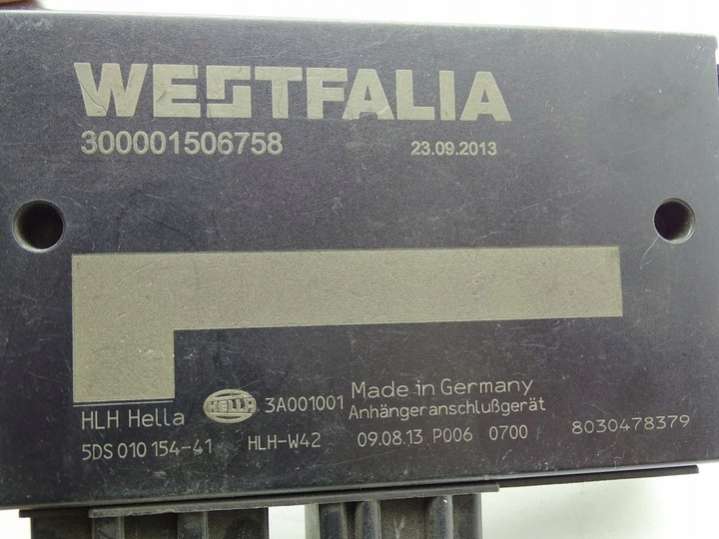 WESTFALIA
300001506758 23.09.2013
HLH Hella HELLA 3A001001 Made in Germany
Anhängeranschlußgerät
5DS 010 154-41 HLH-W42 09.08.13 P006 0700 8030478379